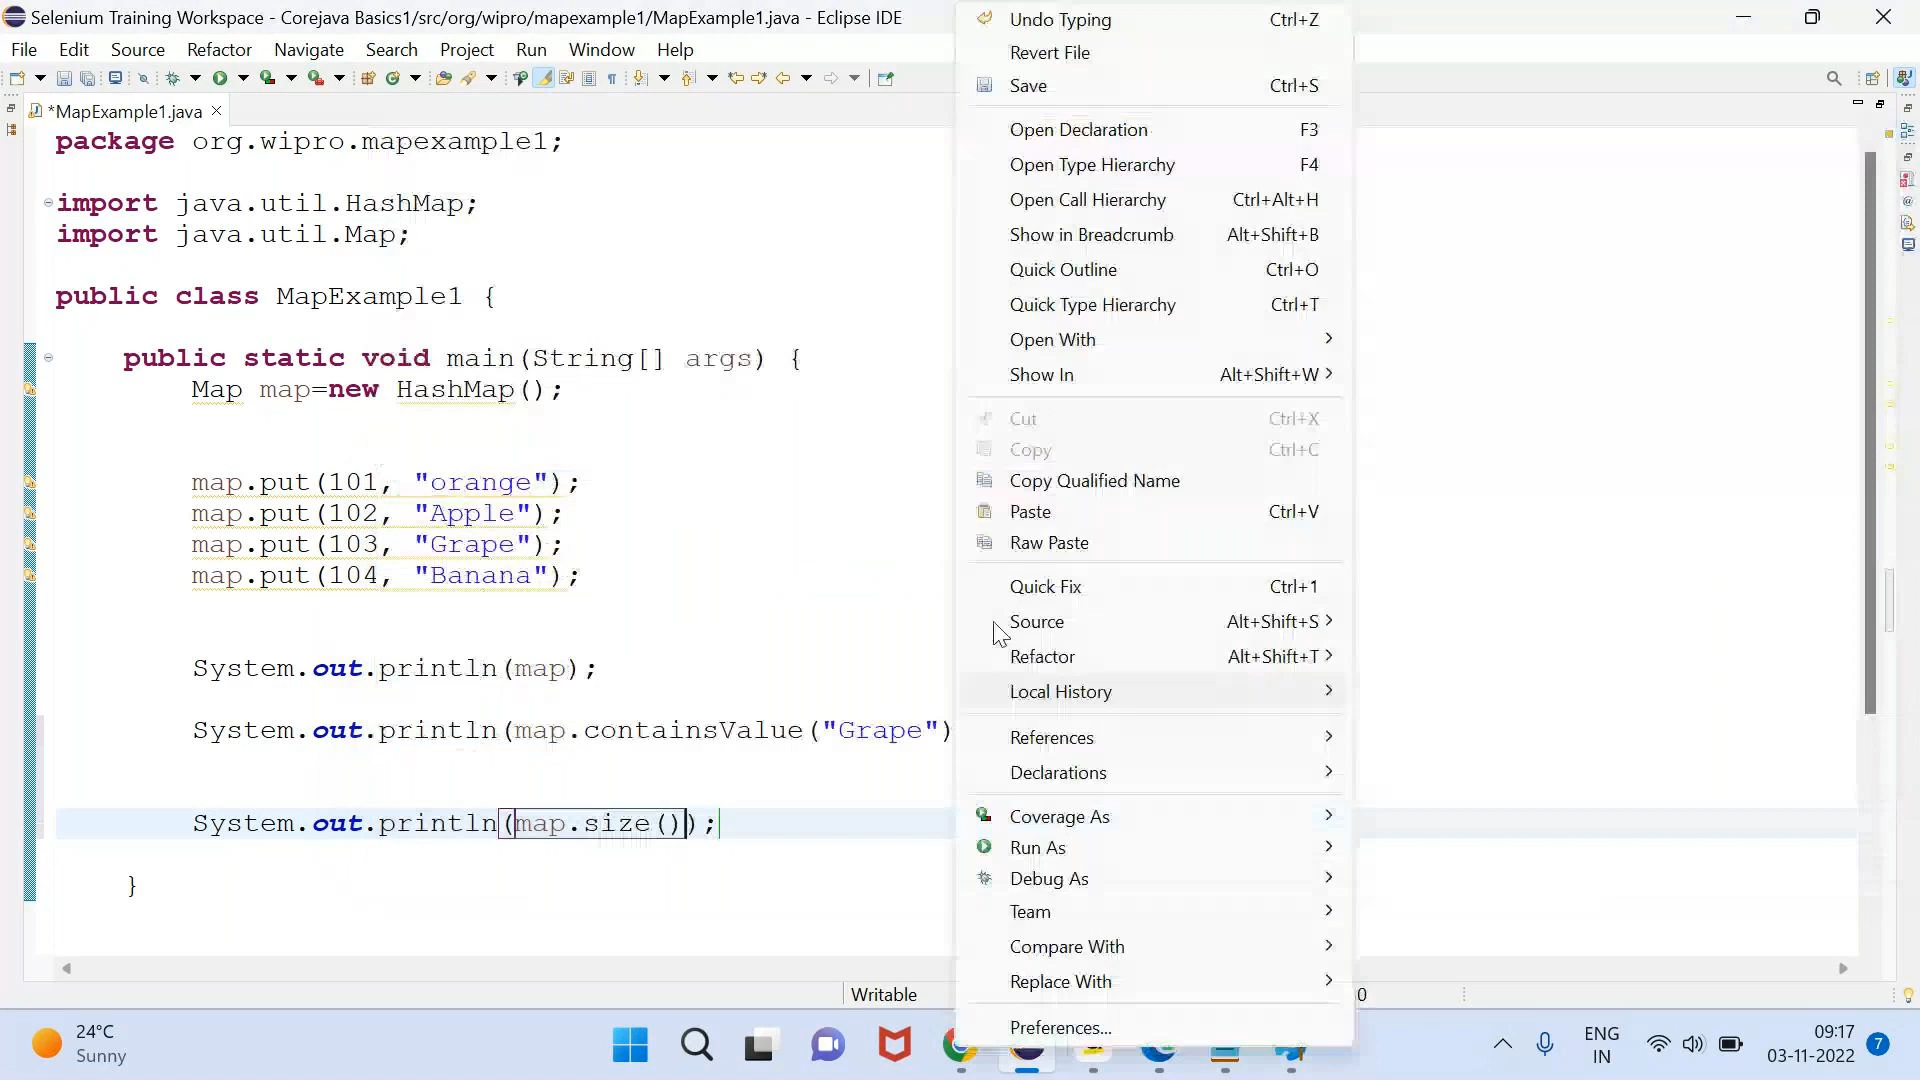 Selenium Training Workspace - Corejava Basics1/src/org/wipro/mapexample1/MapExample1.java - Eclipse IDE
File Edit Source Refactor Navigate Search Project Run Window Help
*MapExample1.java
package org.wipro.mapexample1;
import java.util.HashMap;
import java.util.Map;
public class MapExample1 {
public static void main(String[] args) {
Map map=new HashMap();
map.put(101, "orange");
map.put(102, "Apple");
map.put(103, "Grape");
map.put(104, "Banana");
System.out.println(map);
System.out.println(map.containsValue("Grape")
System.out.println(map.size());
}
Undo Typing Ctrl+Z
Revert File
Save Ctrl+S
Open Declaration F3
Open Type Hierarchy F4
Open Call Hierarchy Ctrl+Alt+H
Show in Breadcrumb Alt+Shift+B
Quick Outline Ctrl+O
Quick Type Hierarchy Ctrl+T
Open With
Show In Alt+Shift+W
Cut Ctrl+X
Copy Ctrl+C
Copy Qualified Name
Paste Ctrl+V
Raw Paste
Quick Fix Ctrl+1
Source Alt+Shift+S
Refactor Alt+Shift+T
Local History
References
Declarations
Coverage As
Run As
Debug As
Team
Compare With
Replace With
Preferences...
Writable
0
24°C
Sunny
ENG
IN
09:17
03-11-2022
7